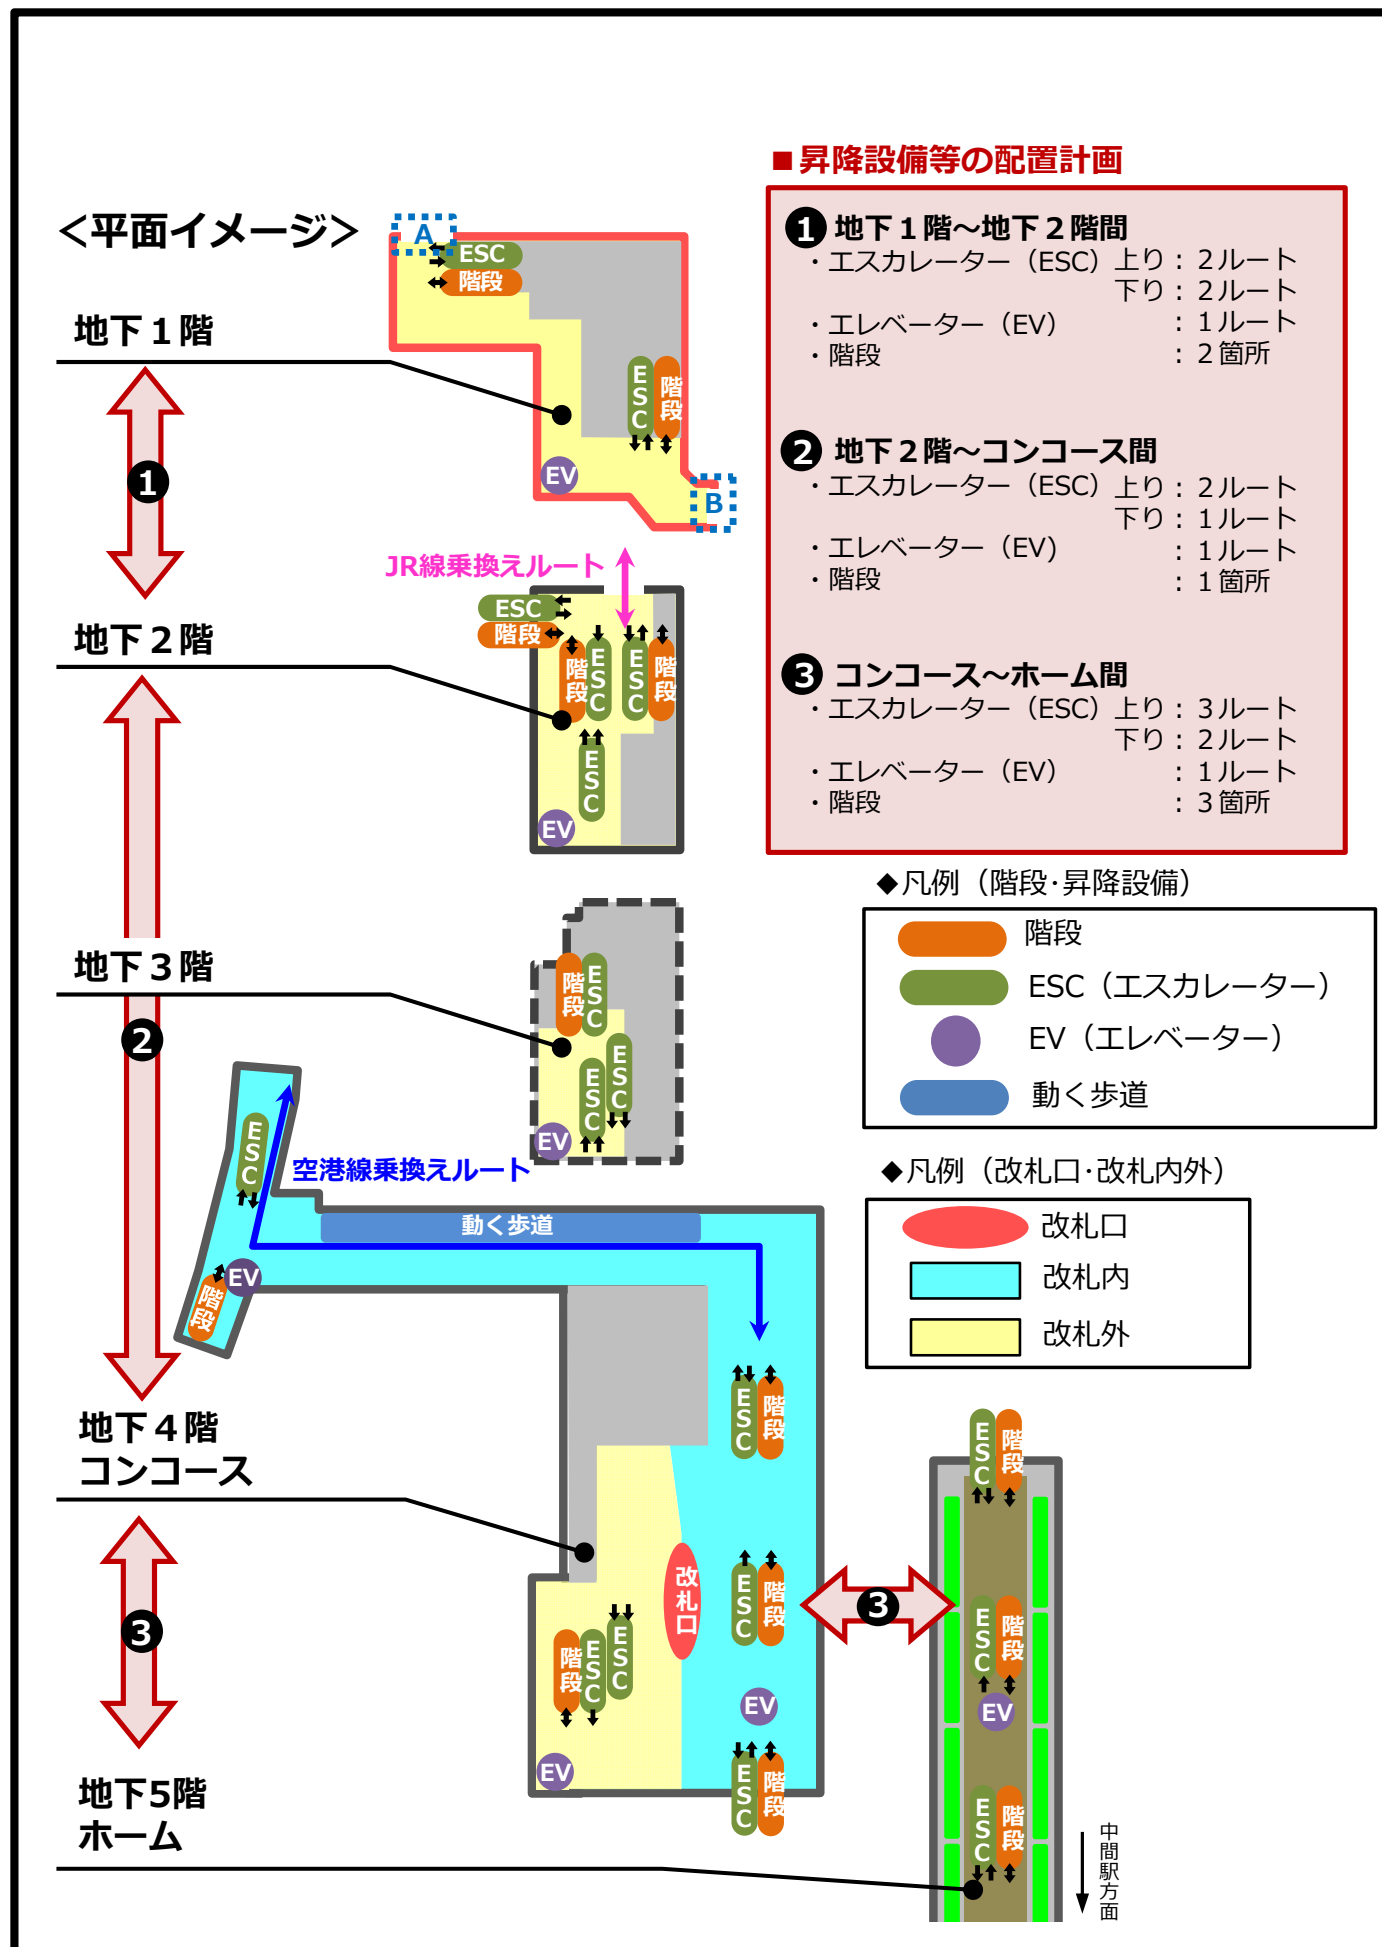 ■昇降設備等の配置計画
＜平面イメージ＞
❶ 地下１階～地下２階間
・エスカレーター（ESC）上り：２ルート
下り：２ルート
・エレベーター（EV）：１ルート
・階段：２箇所
❷ 地下２階～コンコース間
・エスカレーター（ESC）上り：２ルート
下り：１ルート
・エレベーター（EV）：１ルート
・階段：１箇所
❸ コンコース～ホーム間
・エスカレーター（ESC）上り：３ルート
下り：２ルート
・エレベーター（EV）：１ルート
・階段：３箇所
A
ESC
階段
地下１階
ESC
階段
EV
B
❶
JR線乗換えルート
ESC
階段
地下２階
階段
ESC
ESC
階段
ESC
EV
◆凡例（階段･昇降設備）
階段
ESC（エスカレーター）
EV（エレベーター）
動く歩道
地下３階
階段
ESC
ESC
ESC
EV
❷
◆凡例（改札口･改札内外）
改札口
改札内
改札外
ESC
空港線乗換えルート
動く歩道
EV
階段
ESC
階段
地下４階
コンコース
改札口
ESC
階段
階段
ESC
ESC
EV
EV
ESC
階段
❸
❸
ESC
階段
ESC
階段
EV
ESC
階段
地下5階
ホーム
中間駅方面